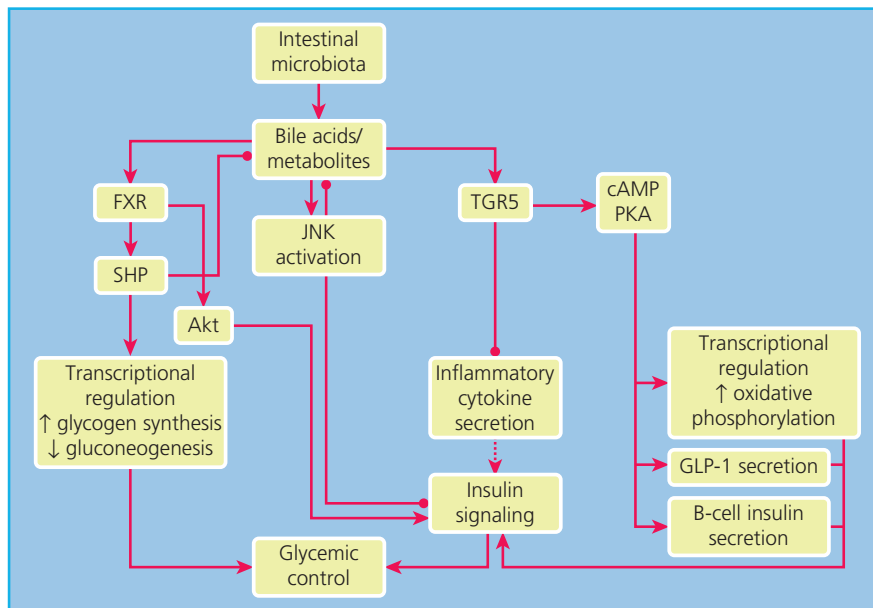 Intestinal
microbiota
Bile acids/
metabolites
FXR
TGR5
cAMP
PKA
JNK
activation
SHP
Akt
Transcriptional
regulation
↑ glycogen synthesis
↓ gluconeogenesis
Inflammatory
cytokine
secretion
Transcriptional
regulation
↑ oxidative
phosphorylation
GLP-1 secretion
Insulin
signaling
B-cell insulin
secretion
Glycemic
control